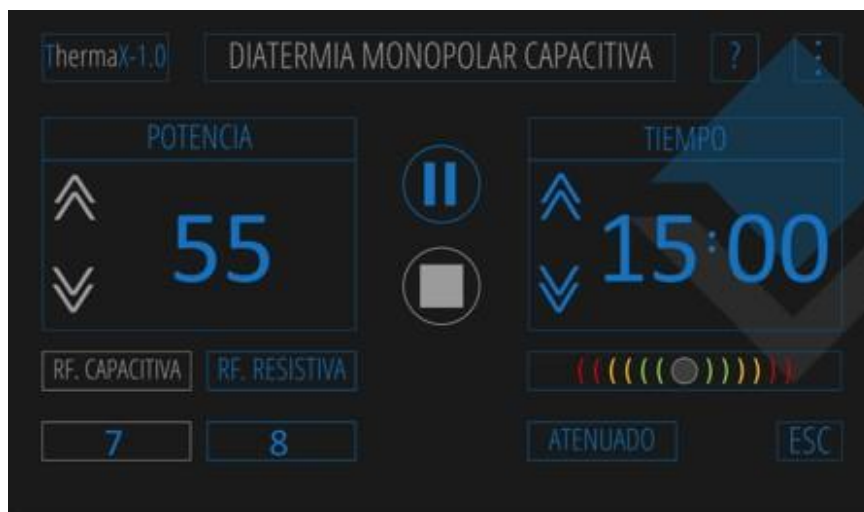 ThermaX-1.0 DIATERMIA MONOPOLAR CAPACITIVA ? ⋮
POTENCIA TIEMPO
55 15:00
RF. CAPACITIVA RF. RESISTIVA
7 8 ATENUADO ESC